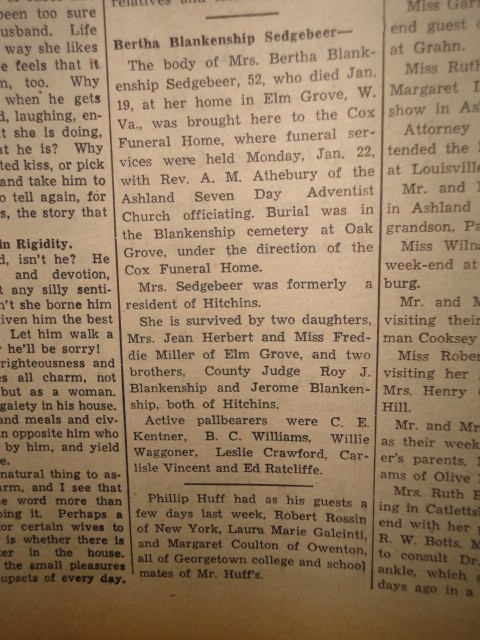 been too sure
usband. Life
way she likes
e feels that it
m, too. Why
when he gets
d, laughing, en-
t she is doing,
at he is? Why
ted kiss, or pick
and take him to
o tell again, for
s, the story that
in Rigidity.
d, isn't he? He
and devotion,
t any silly senti-
n't she borne him
given him the best
Let him walk a
r he'll be sorry!
righteousness and
es all charm, not
but as a woman.
gaiety in his house.
and meals and civ-
n opposite him who
by him, and yield
e.
natural thing to as-
arm, and I see that
e word more than
ping it. Perhaps a
for certain wives to
is whether there is
ter in the house.
the small pleasures
upsets of every day.
relatives and
Bertha Blankenship Sedgebeer—
The body of Mrs. Bertha Blank-
enship Sedgebeer, 52, who died Jan.
19, at her home in Elm Grove, W.
Va., was brought here to the Cox
Funeral Home, where funeral ser-
vices were held Monday, Jan. 22,
with Rev. A. M. Athebury of the
Ashland Seven Day Adventist
Church officiating. Burial was in
the Blankenship cemetery at Oak
Grove, under the direction of the
Cox Funeral Home.
Mrs. Sedgebeer was formerly a
resident of Hitchins.
She is survived by two daughters,
Mrs. Jean Herbert and Miss Fred-
die Miller of Elm Grove, and two
brothers, County Judge Roy J.
Blankenship and Jerome Blanken-
ship, both of Hitchins.
Active pallbearers were C. E.
Kentner, B. C. Williams, Willie
Waggoner, Leslie Crawford, Car-
lisle Vincent and Ed Ratcliffe.
Phillip Huff had as his guests a
few days last week, Robert Rossin
of New York, Laura Marie Galcinti,
and Margaret Coulton of Owenton,
all of Georgetown college and school
mates of Mr. Huff's.
Miss Gar
end guest
at Grahn.
Miss Ruth
Margaret
show in Ash
Attorney
tended the
at Louisville
Mr. and
in Ashland
grandson, Pa
Miss Wilna
week-end at
burg.
Mr. and M
visiting their
man Cooksey
Miss Rober
visiting her
Mrs. Henry
Hill.
Mr. and Mr
as their week
er's parents,
ams of Olive
Mrs. Ruth B
ing in Catletts
end with her
R. W. Botts, M
to consult Dr.
ankle, which s
days ago in a